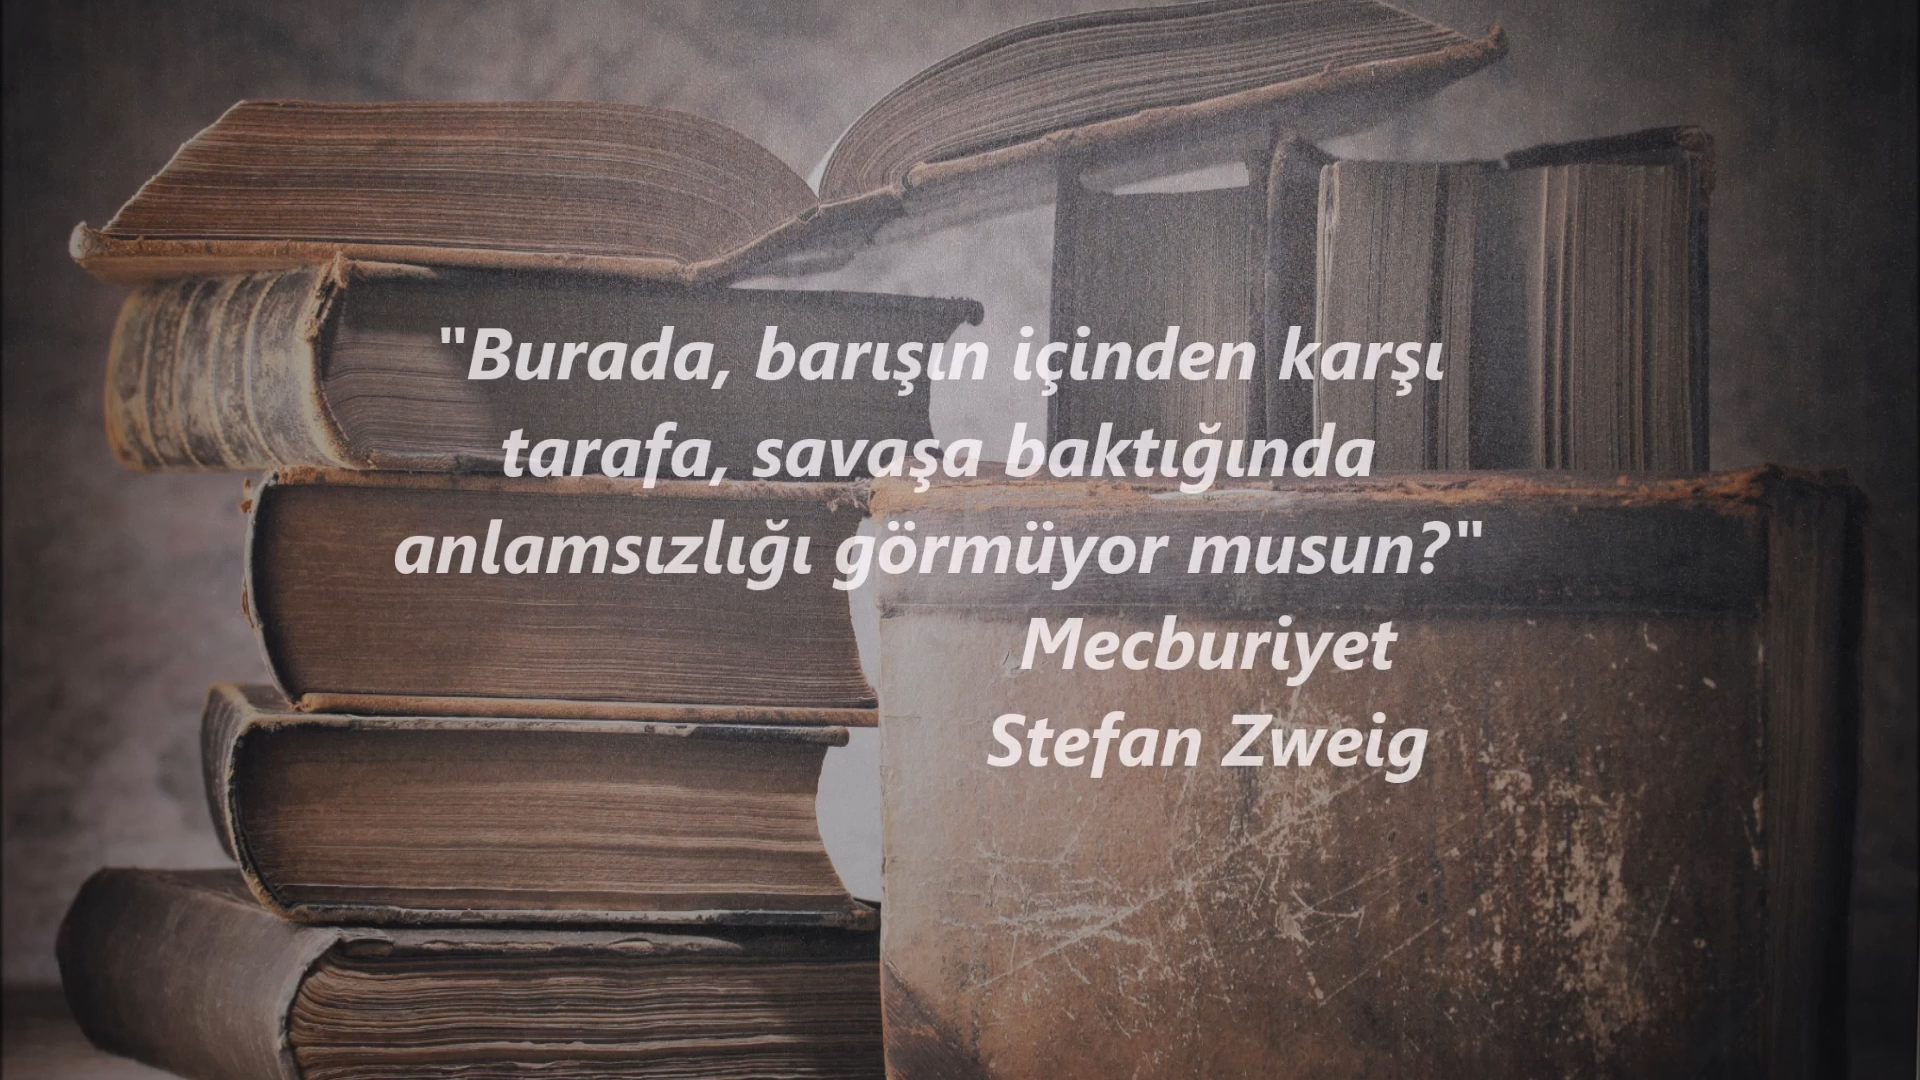 "Burada, barışın içinden karşı
tarafa, savaşa baktığında
anlamsızlığı görmüyor musun?"
Mecburiyet
Stefan Zweig